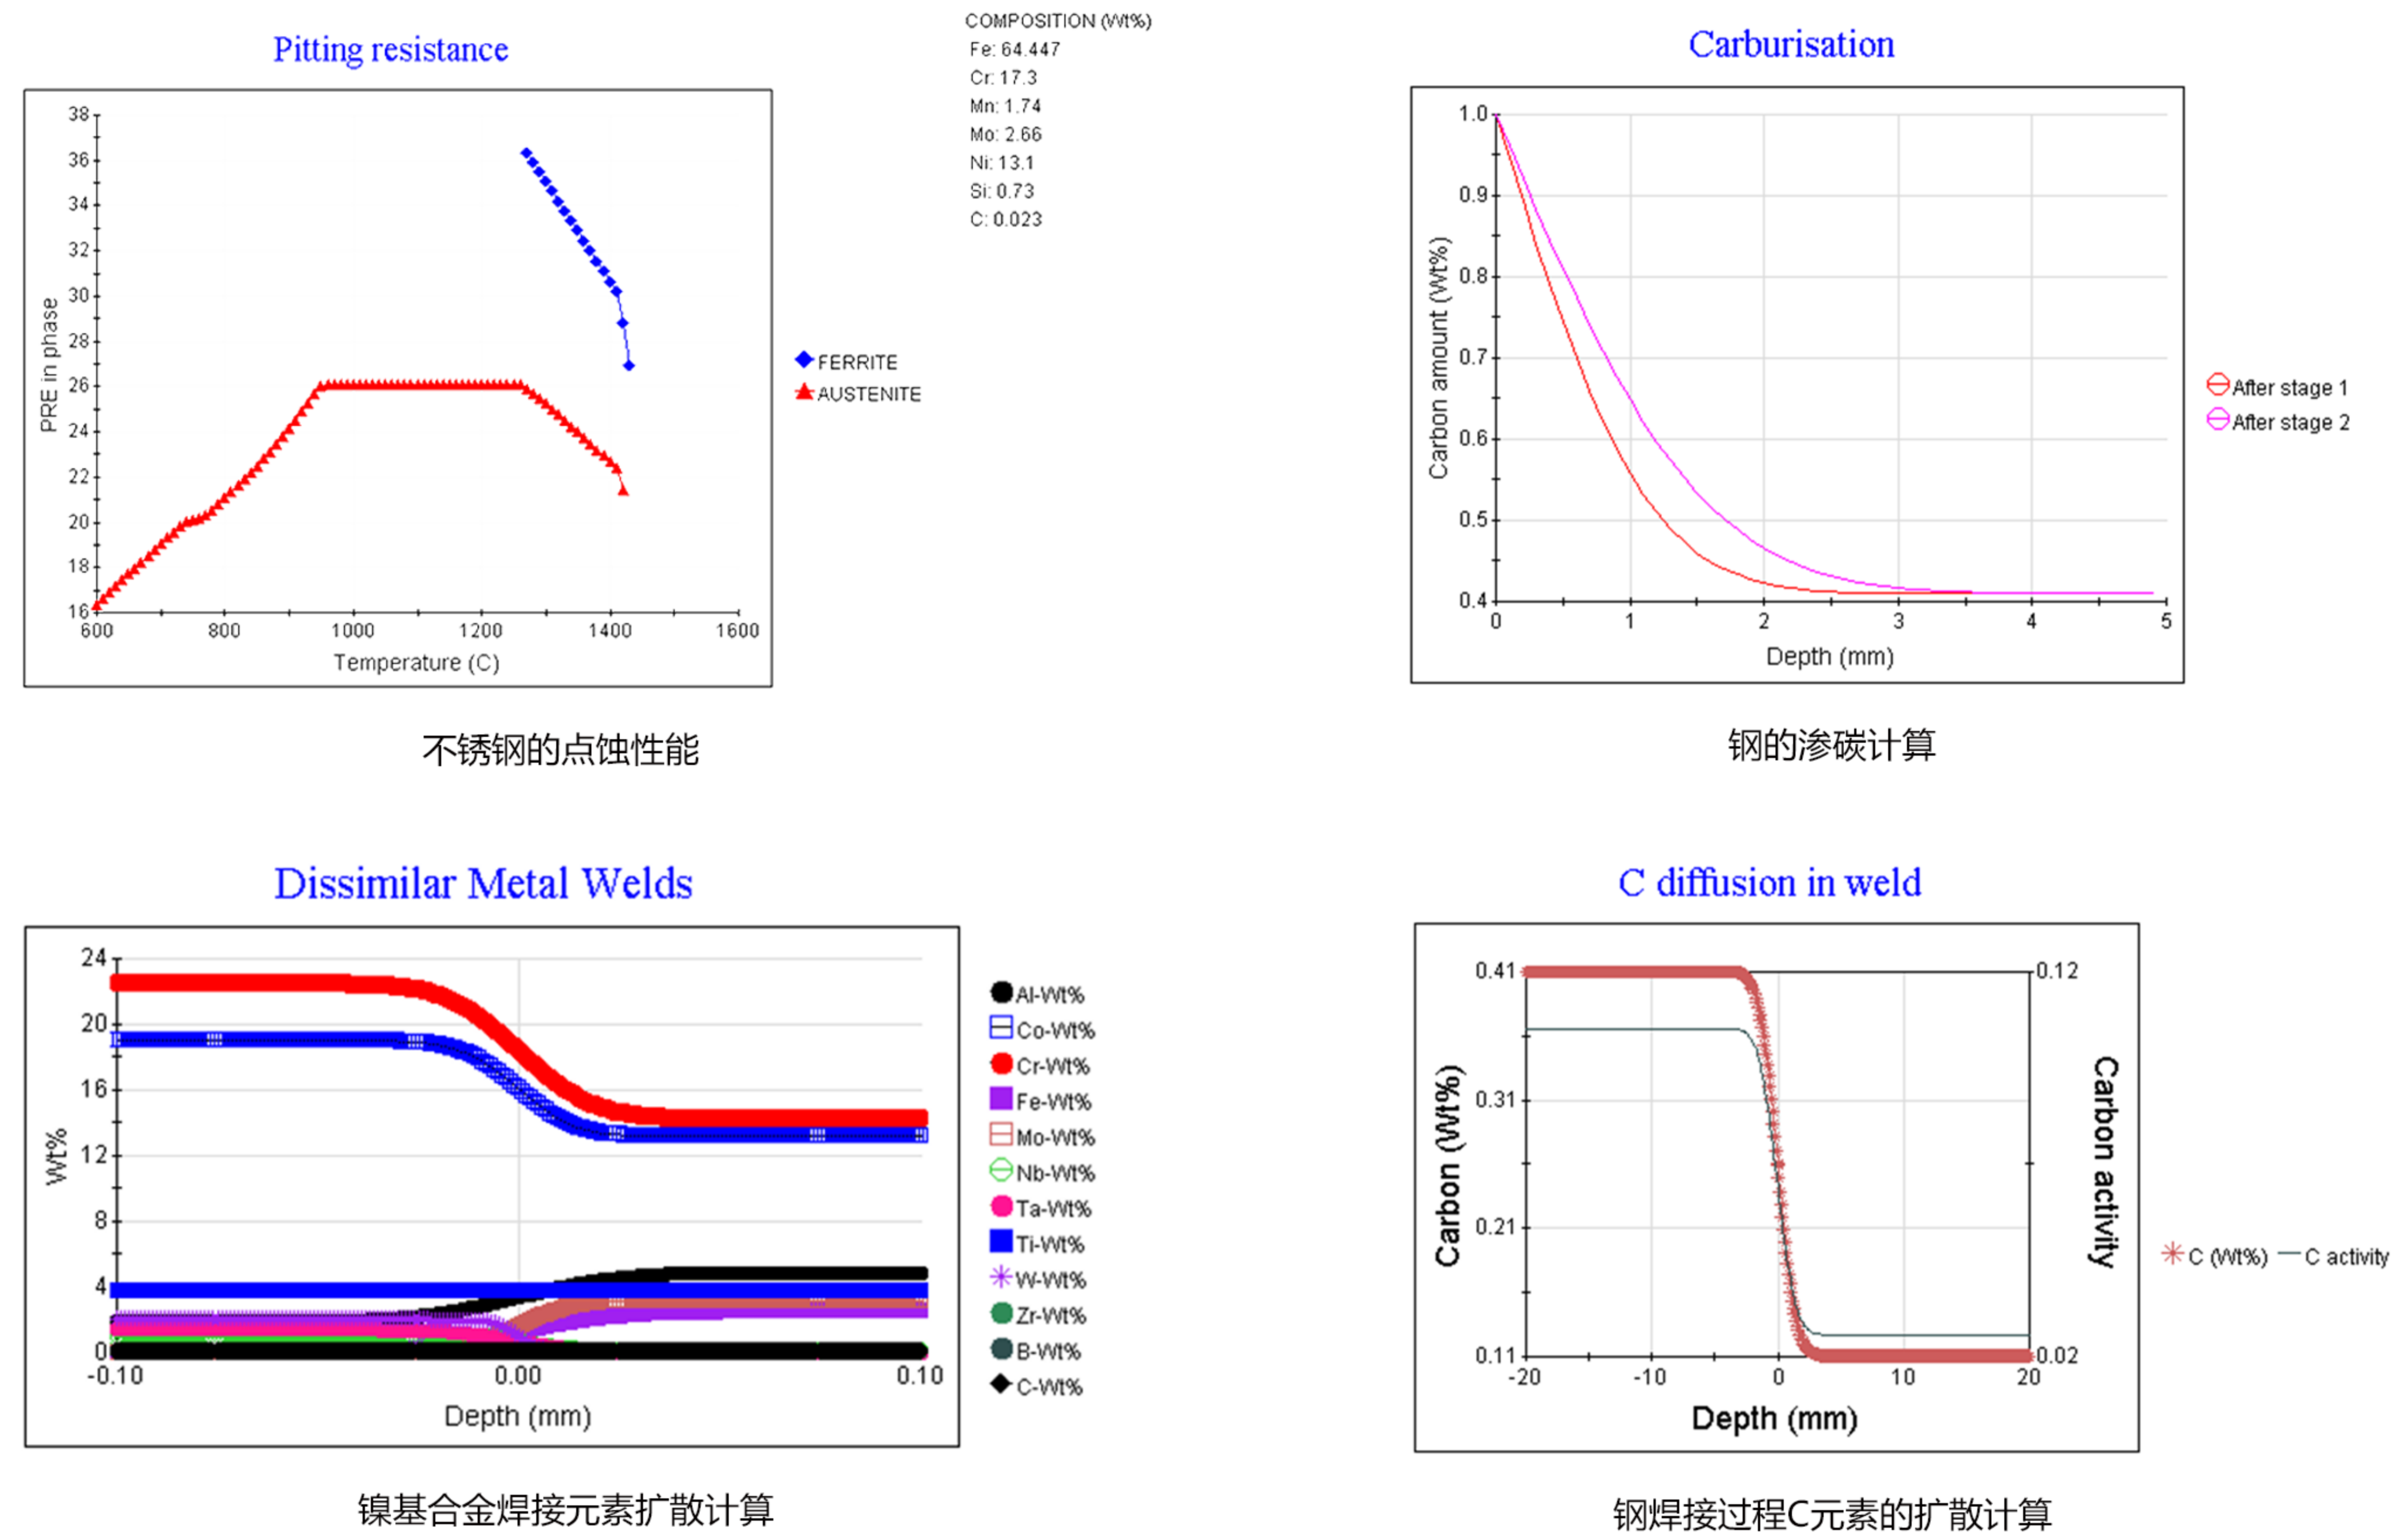 Pitting resistance
COMPOSITION (Wt%)
Fe: 64.447
Cr: 17.3
Mn: 1.74
Mo: 2.66
Ni: 13.1
Si: 0.73
C: 0.023
38
36
34
32
30
28
26
24
22
20
18
16
PRE in phase
600 800 1000 1200 1400 1600
Temperature (C)
FERRITE
AUSTENITE
不锈钢的点蚀性能
Carburisation
1.0
0.9
0.8
0.7
0.6
0.5
0.4
Carbon amount (Wt%)
0 1 2 3 4 5
Depth (mm)
After stage 1
After stage 2
钢的渗碳计算
Dissimilar Metal Welds
24
20
16
12
8
4
0
Wt%
-0.10 0.00 0.10
Depth (mm)
Al-Wt%
Co-Wt%
Cr-Wt%
Fe-Wt%
Mo-Wt%
Nb-Wt%
Ta-Wt%
Ti-Wt%
W-Wt%
Zr-Wt%
B-Wt%
C-Wt%
镍基合金焊接元素扩散计算
C diffusion in weld
0.41
0.31
0.21
0.11
Carbon (Wt%)
0.12
0.02
Carbon activity
-20 -10 0 10 20
Depth (mm)
C (Wt%) C activity
钢焊接过程C元素的扩散计算